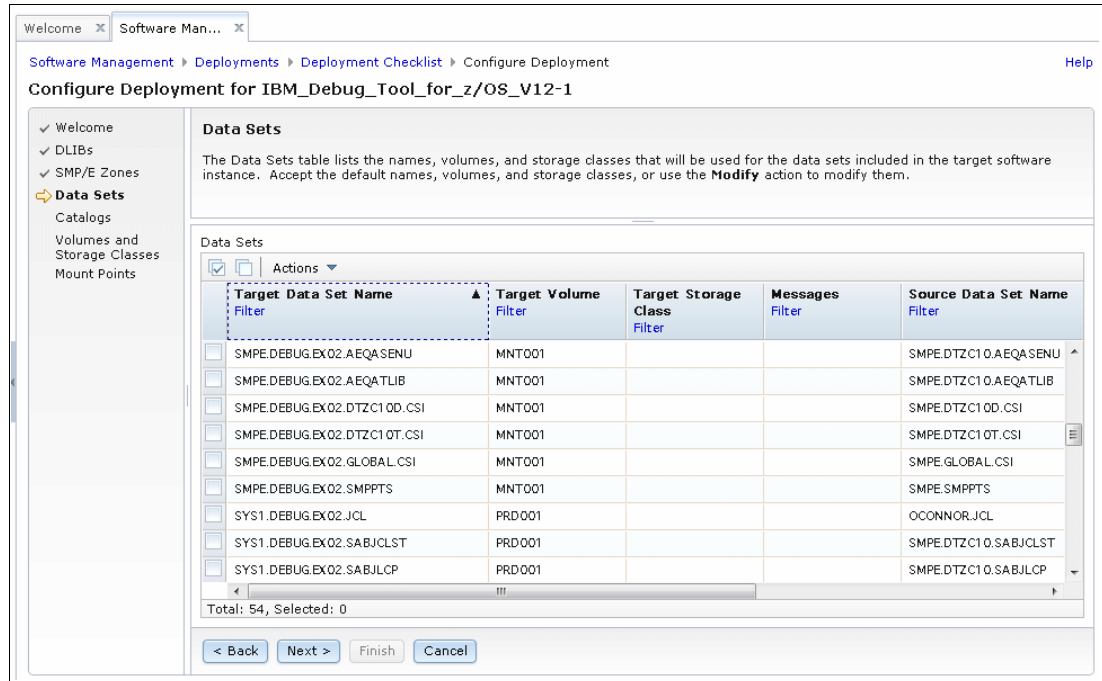 Welcome
Software Man...
Software Management Deployments Deployment Checklist Configure Deployment
Help
Configure Deployment for IBM_Debug_Tool_for_z/OS_V12-1
Welcome
DLIBs
SMP/E Zones
Data Sets
Catalogs
Volumes and
Storage Classes
Mount Points
Data Sets
The Data Sets table lists the names, volumes, and storage classes that will be used for the data sets included in the target software
instance. Accept the default names, volumes, and storage classes, or use the Modify action to modify them.
Data Sets
Actions
Target Data Set Name Target Volume Target Storage Messages Source Data Set Name
Class
Filter Filter Filter Filter Filter
SMPE.DEBUG.EX02.AEQASENU MNT001 SMPE.DTZC10.AEQASENU
SMPE.DEBUG.EX02.AEQATLIB MNT001 SMPE.DTZC10.AEQATLIB
SMPE.DEBUG.EX02.DTZC10D.CSI MNT001 SMPE.DTZC10D.CSI
SMPE.DEBUG.EX02.DTZC10T.CSI MNT001 SMPE.DTZC10T.CSI
SMPE.DEBUG.EX02.GLOBAL.CSI MNT001 SMPE.GLOBAL.CSI
SMPE.DEBUG.EX02.SMPPTS MNT001 SMPE.SMPPTS
SYS1.DEBUG.EX02.JCL PRD001 OCONNOR.JCL
SYS1.DEBUG.EX02.SABJCLST PRD001 SMPE.DTZC10.SABJCLST
SYS1.DEBUG.EX02.SABJLCP PRD001 SMPE.DTZC10.SABJLCP
Total: 54, Selected: 0
< Back Next > Finish Cancel